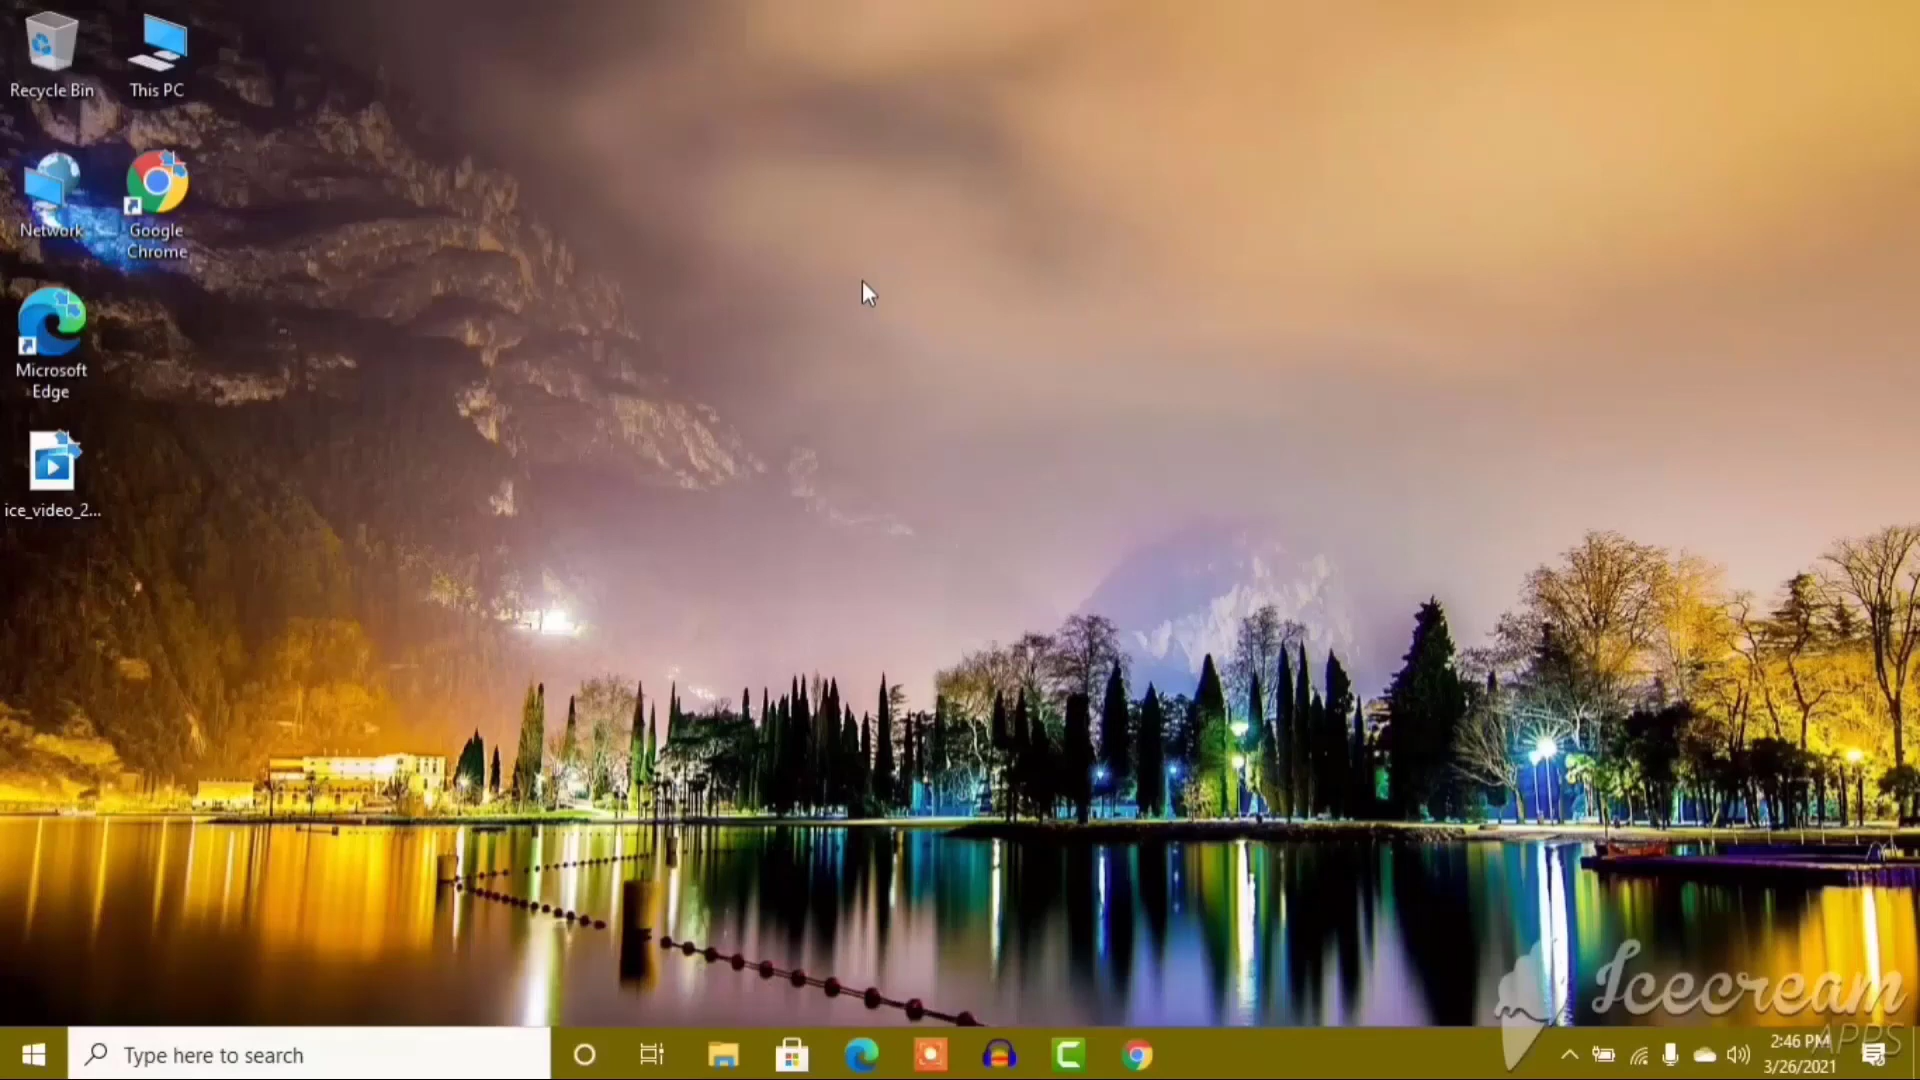 Recycle Bin
This PC
Network
Google
Chrome
Microsoft
Edge
ice_video_2...
Icecream
APPS
Type here to search
2:46 PM
3/26/2021